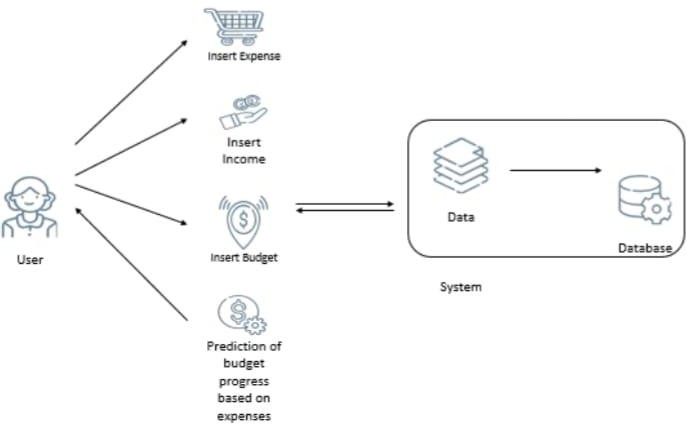 Insert Expense
Insert
Income
User
Insert Budget
Prediction of
budget
progress
based on
expenses
Data
Database
System